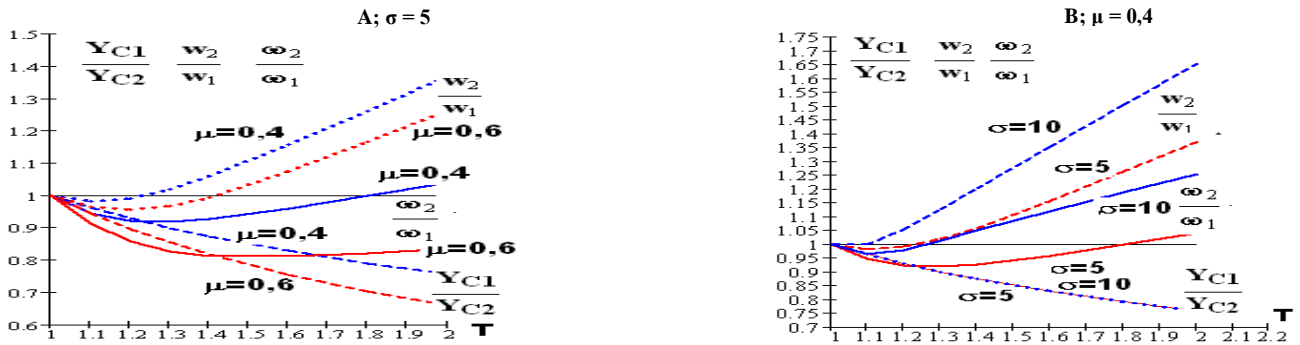 A; σ = 5
1.5
1.4
1.3
1.2
1.1
1
0.9
0.8
0.7
0.6
Y_C1/Y_C2 w_2/w_1 ω_2/ω_1
w_2/w_1
μ=0,4
μ=0,6
μ=0,4
ω_2/ω_1
μ=0,4
μ=0,6
μ=0,6
Y_C1/Y_C2
1 1.1 1.2 1.3 1.4 1.5 1.6 1.7 1.8 1.9 2 T
B; μ = 0,4
1.75
1.7
1.65
1.6
1.55
1.5
1.45
1.4
1.35
1.3
1.25
1.2
1.15
1.1
1.05
1
0.95
0.9
0.85
0.8
0.75
0.7
Y_C1/Y_C2 w_2/w_1 ω_2/ω_1
w_2/w_1
σ=10
σ=5
σ=10 ω_2/ω_1
σ=5
σ=5 σ=10
Y_C1/Y_C2
1 1.1 1.2 1.3 1.4 1.5 1.6 1.7 1.8 1.9 2 2.1 2.2 T